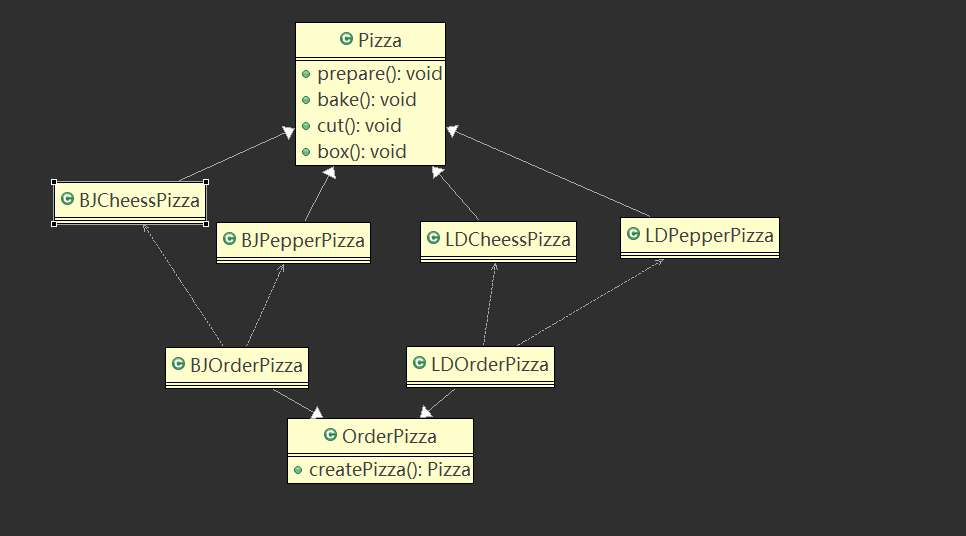 Pizza
prepare(): void
bake(): void
cut(): void
box(): void
BJCheessPizza
BJPepperPizza
LDCheessPizza
LDPepperPizza
BJOrderPizza
LDOrderPizza
OrderPizza
createPizza(): Pizza